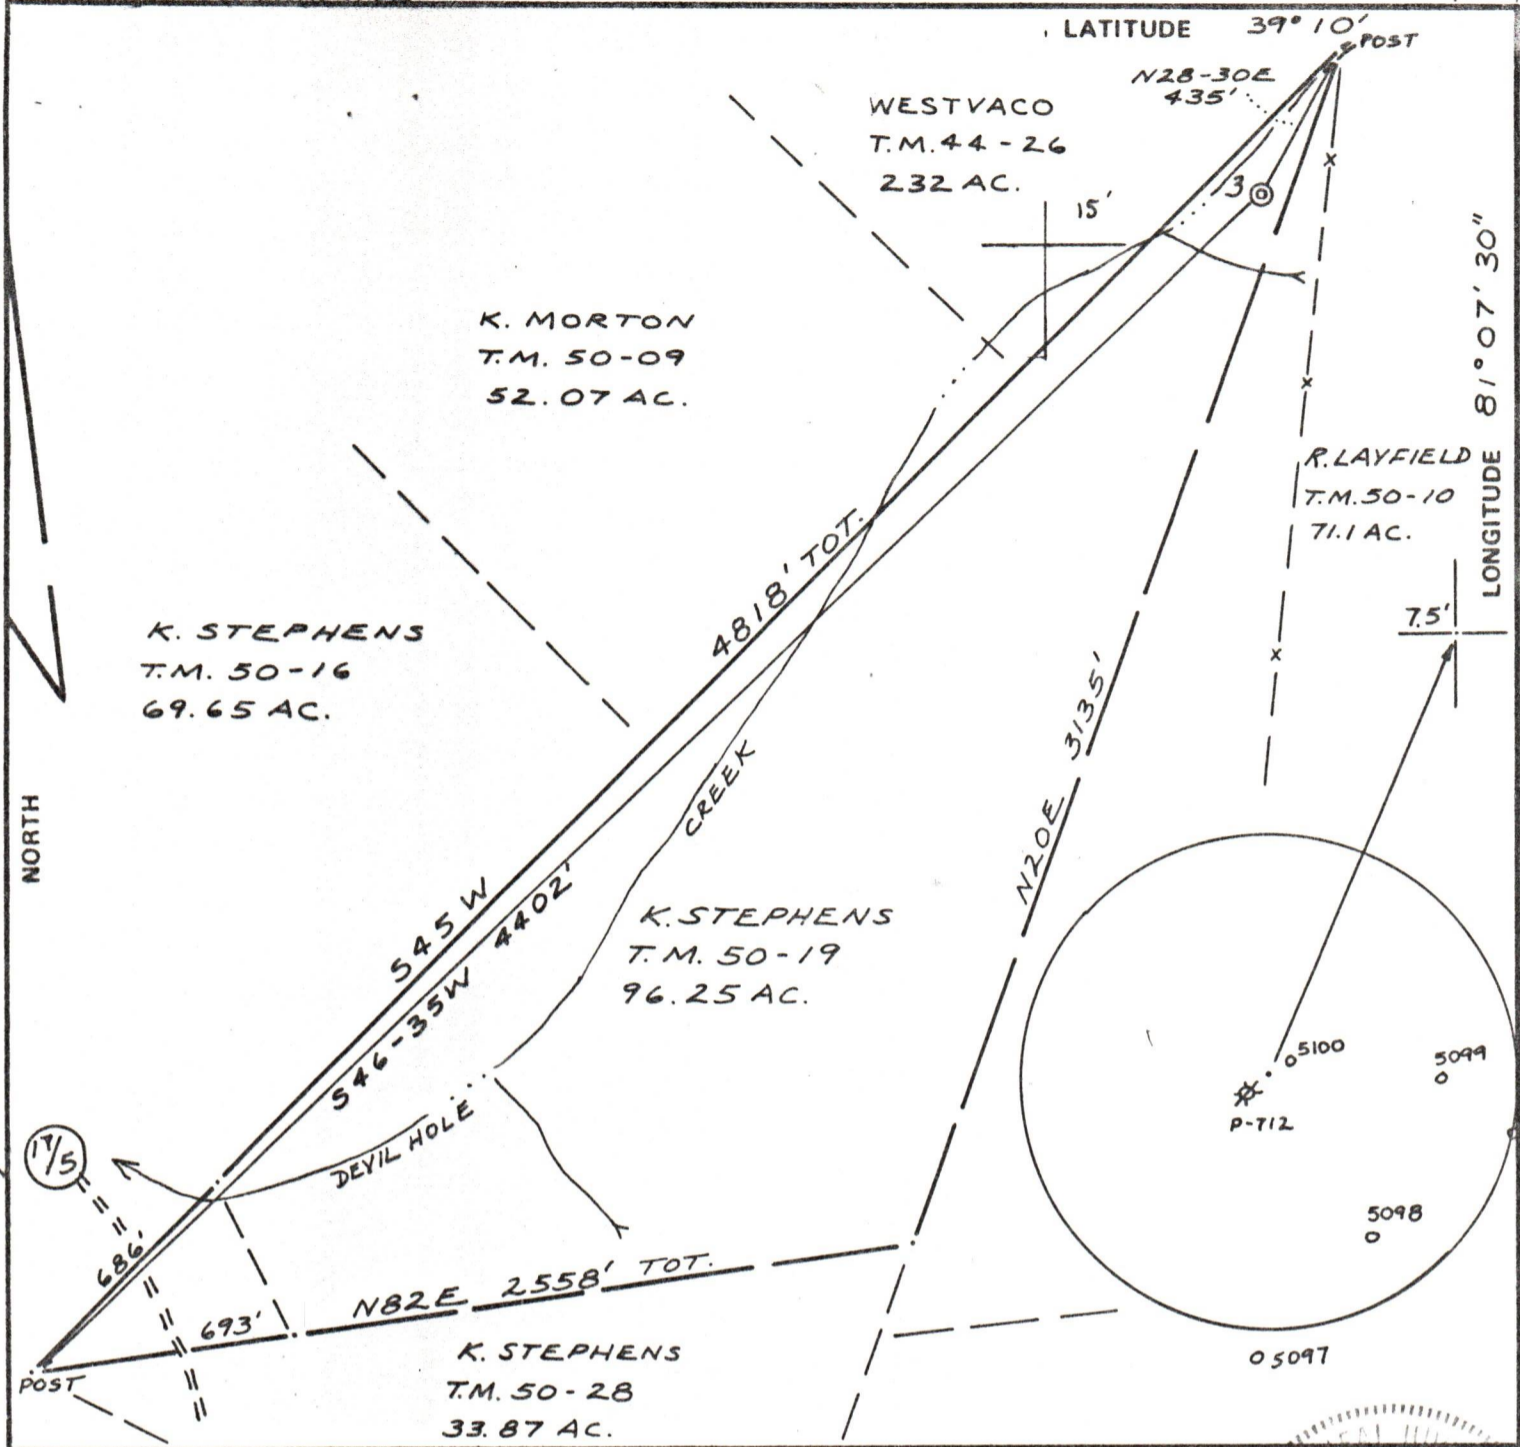 LATITUDE 39° 10'
POST
N28-30E
435'
WESTVACO
T.M. 44-26
232 AC.
3
15'
LONGITUDE 81° 07' 30"
K. MORTON
T.M. 50-09
52.07 AC.
R. LAYFIELD
T.M. 50-10
71.1 AC.
4818' TOT.
7.5'
K. STEPHENS
T.M. 50-16
69.65 AC.
N20E 3135'
CREEK
NORTH
S45W
S46-35W 4402'
K. STEPHENS
T.M. 50-19
96.25 AC.
5100
5099
P-712
DEVIL HOLE
17/5
5098
686'
693'
N82E 2558' TOT.
K. STEPHENS
T.M. 50-28
33.87 AC.
5097
POST